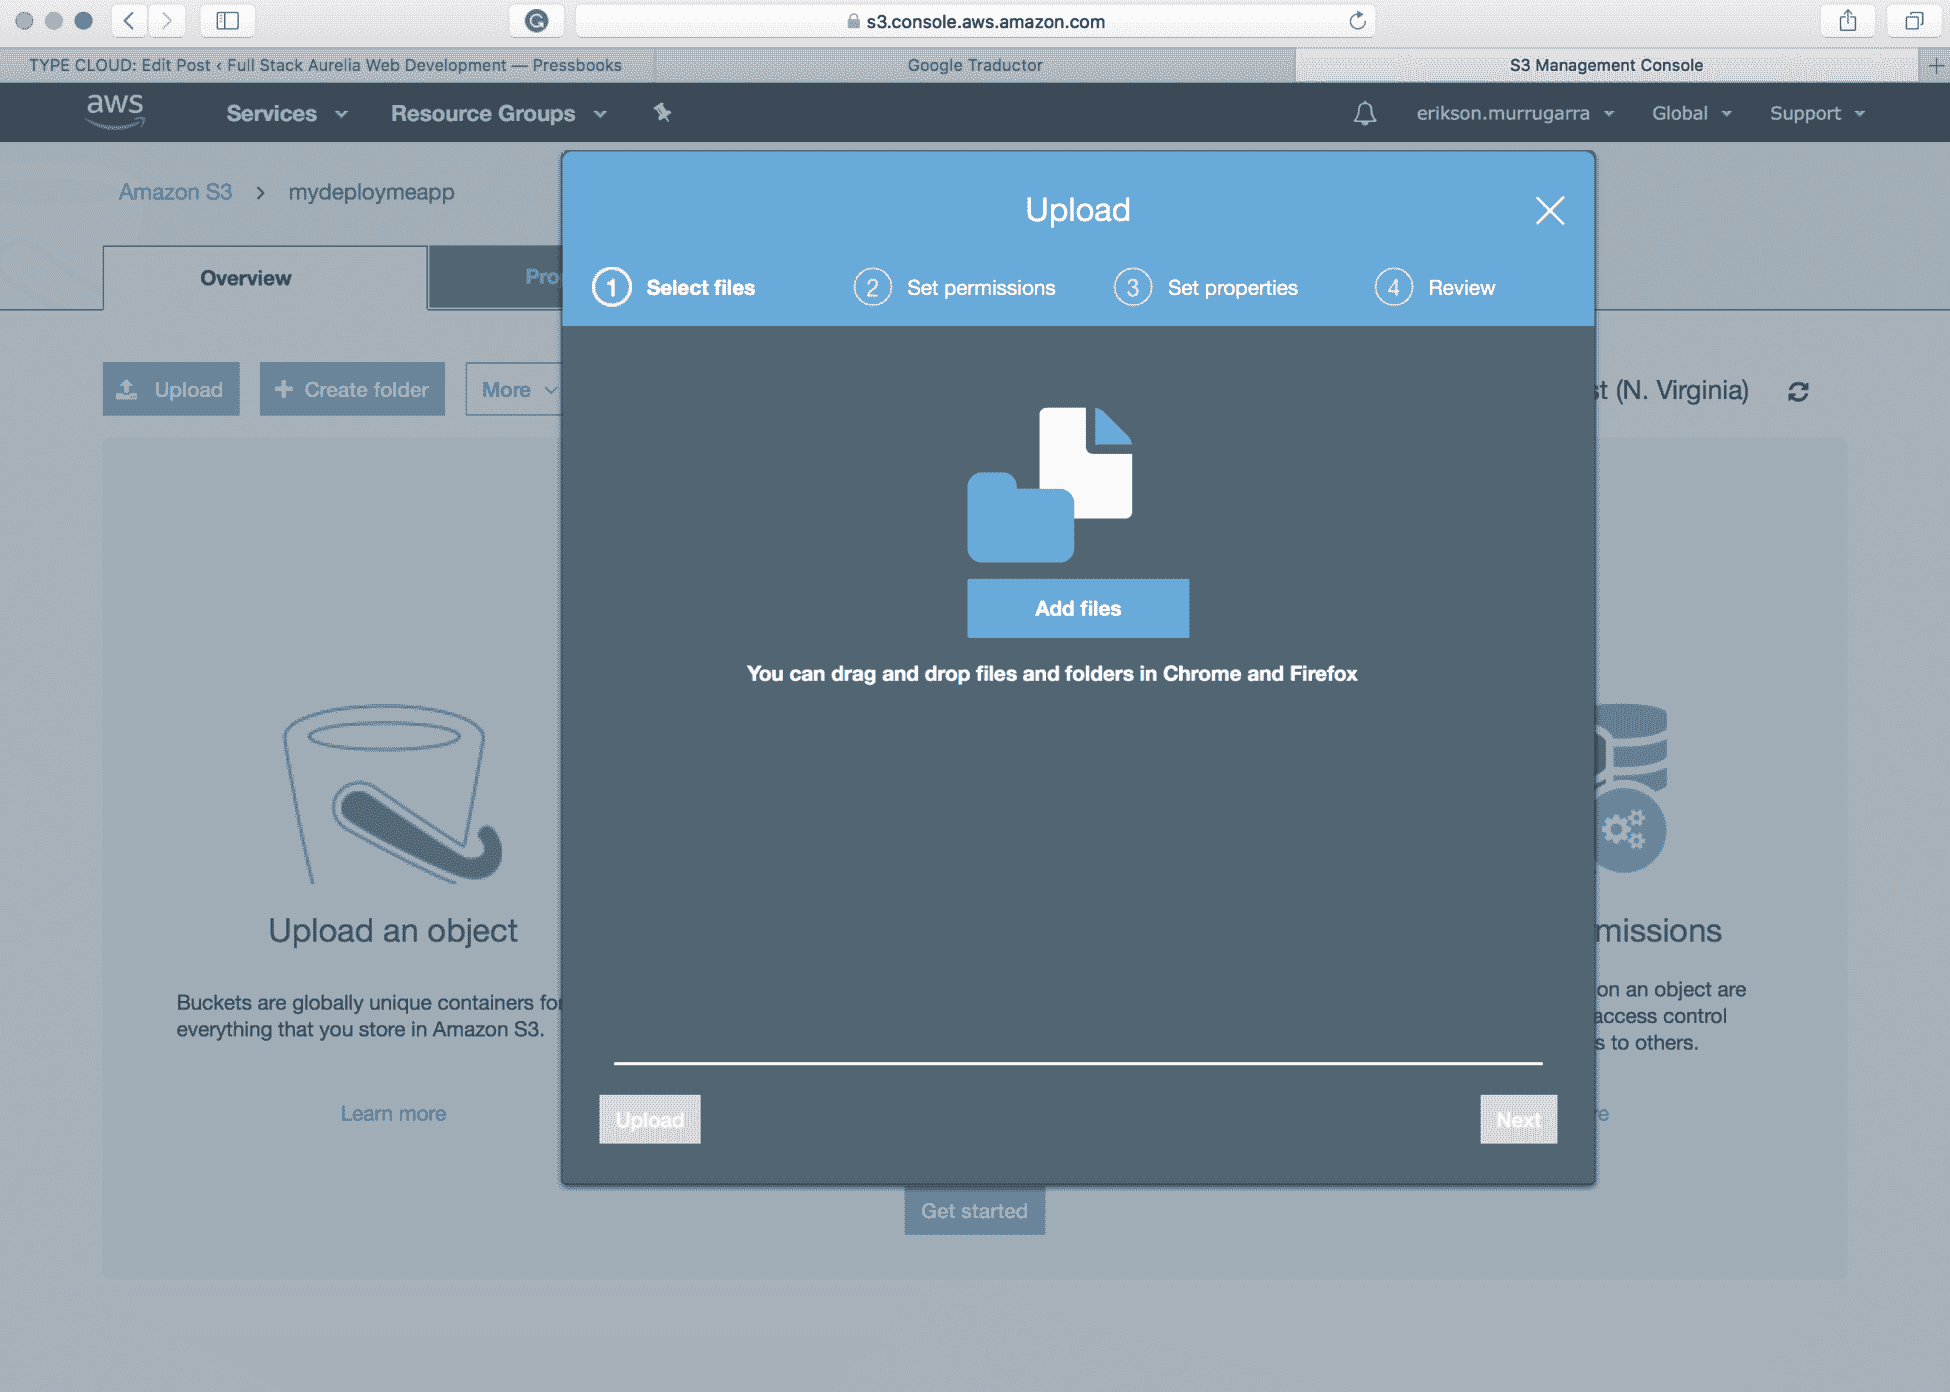 s3.console.aws.amazon.com
TYPE CLOUD: Edit Post ‹ Full Stack Aurelia Web Development — Pressbooks
Google Traductor
S3 Management Console
aws
Services
Resource Groups
erikson.murrugarra
Global
Support
Amazon S3 > mydeploymeapp
Upload
Overview
1 Select files
2 Set permissions
3 Set properties
4 Review
Upload
+ Create folder
More
(N. Virginia)
Add files
You can drag and drop files and folders in Chrome and Firefox
Upload an object
Buckets are globally unique containers for
everything that you store in Amazon S3.
on an object are
access control
to others.
Learn more
Upload
Next
Get started